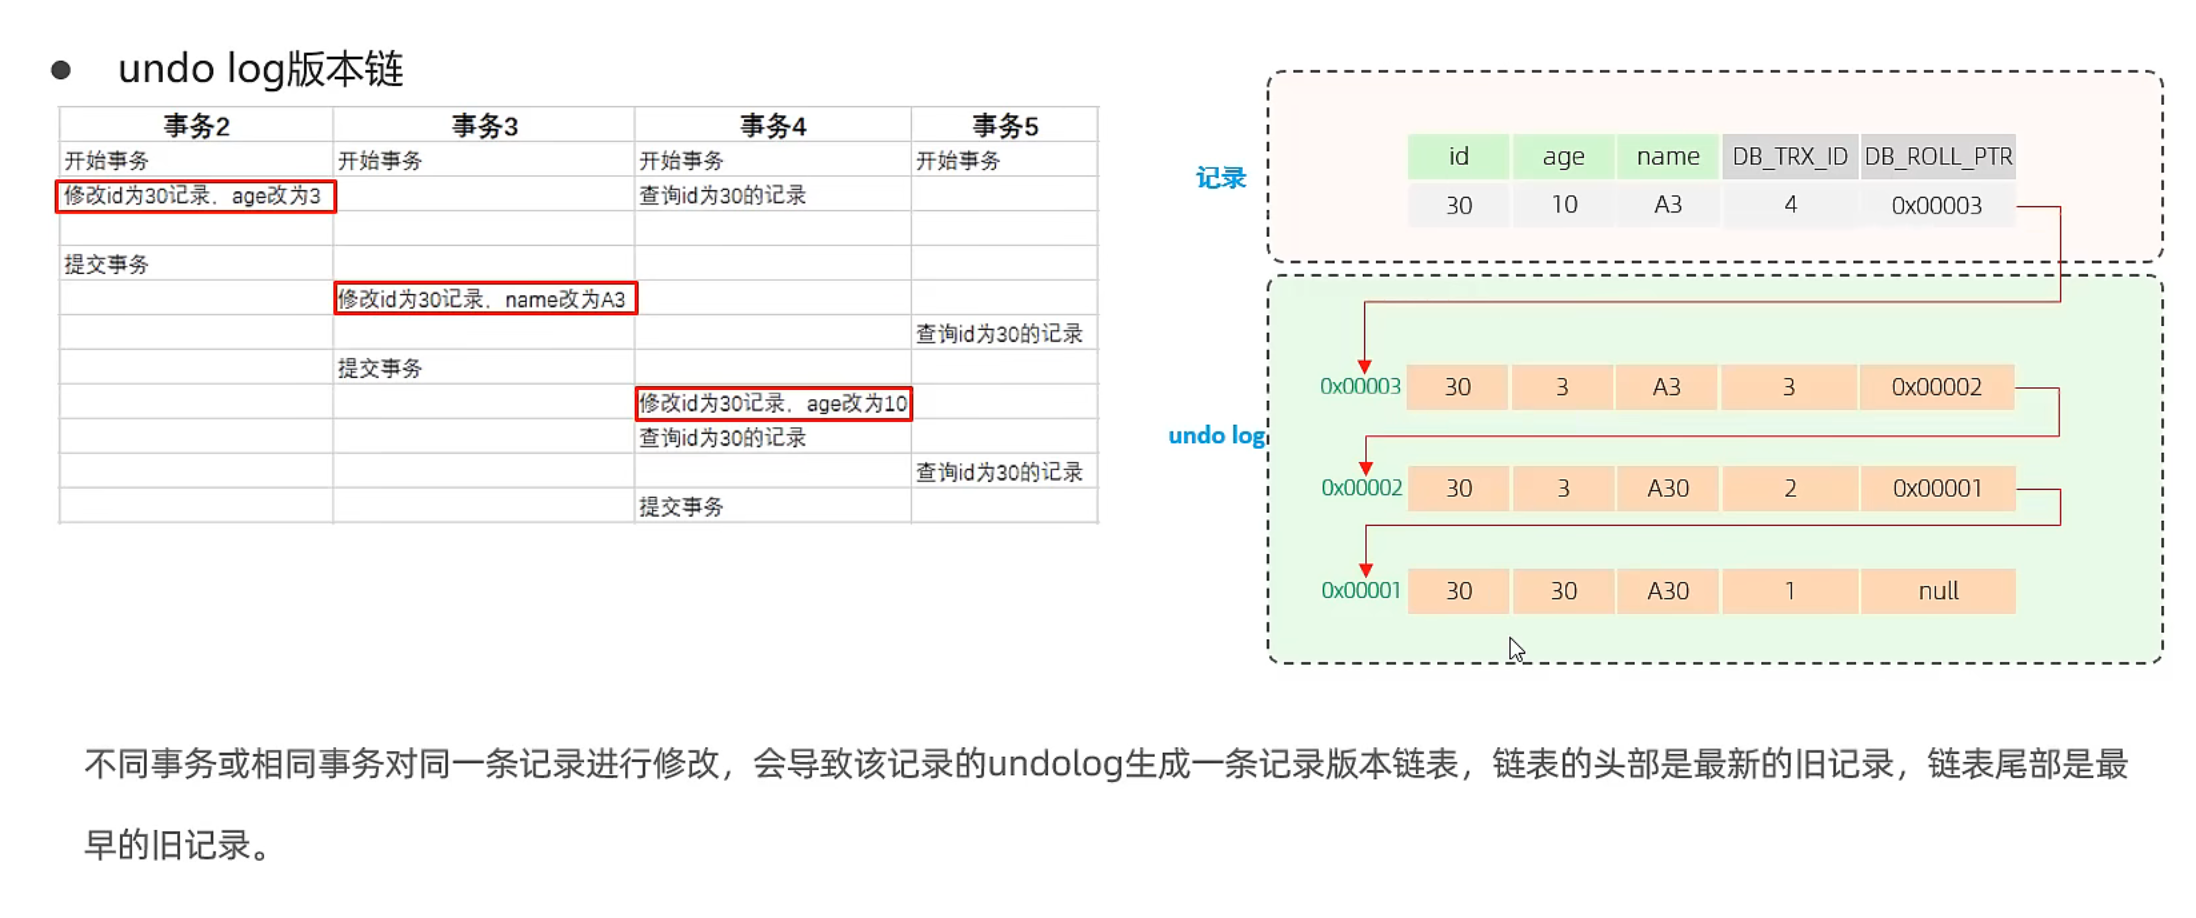 undo log版本链
事务2 事务3 事务4 事务5
开始事务 开始事务 开始事务 开始事务
修改id为30记录，age改为3 查询id为30的记录
提交事务
修改id为30记录，name改为A3
查询id为30的记录
提交事务
修改id为30记录，age改为10
查询id为30的记录
查询id为30的记录
提交事务
记录
id age name DB_TRX_ID DB_ROLL_PTR
30 10 A3 4 0x00003
undo log
0x00003 30 3 A3 3 0x00002
0x00002 30 3 A30 2 0x00001
0x00001 30 30 A30 1 null
不同事务或相同事务对同一条记录进行修改，会导致该记录的undolog生成一条记录版本链表，链表的头部是最新的旧记录，链表尾部是最
早的旧记录。